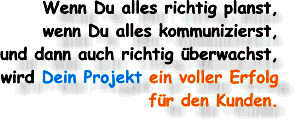 Wenn Du alles richtig planst,
wenn Du alles kommunizierst,
und dann auch richtig überwachst,
wird Dein Projekt ein voller Erfolg
für den Kunden.